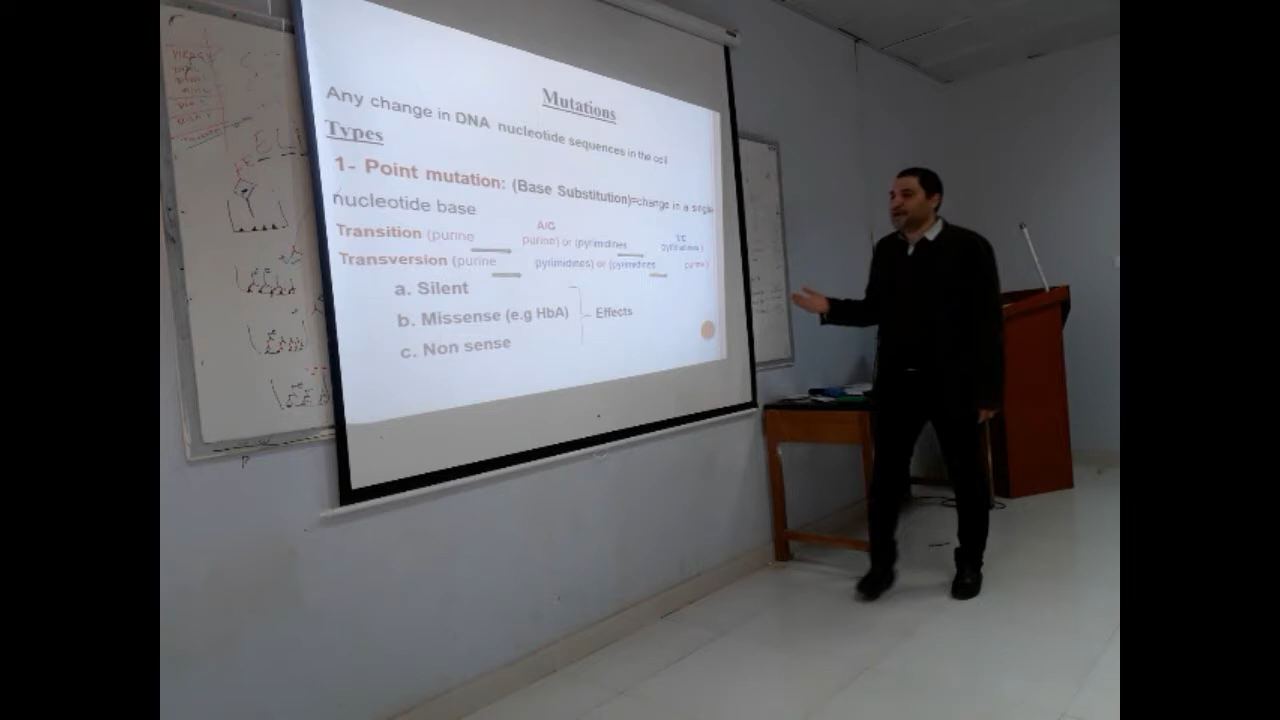 Mutations
Any change in DNA nucleotide sequences in the cell
Types
1- Point mutation: (Base Substitution)=change in a single
nucleotide base
A/G
Transition (purine purine) or (pyrimidines pyrimidines)
Transversion (purine pyrimidines) or (pyrimidines purine)
a. Silent
b. Missense (e.g HbA) Effects
c. Non sense
ELI
P